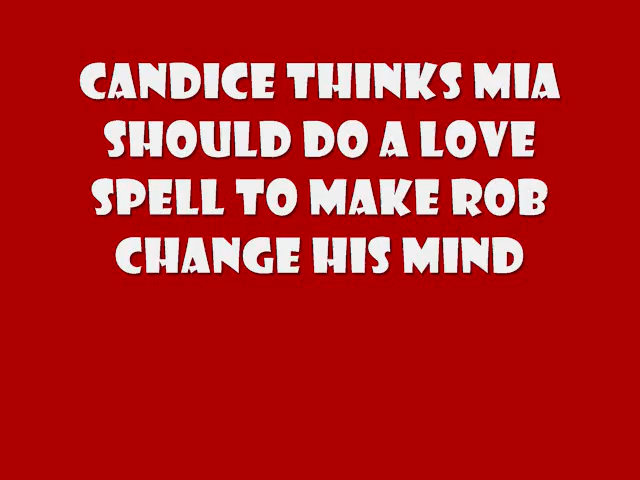 CANDICE THINKS MIA
SHOULD DO A LOVE
SPELL TO MAKE ROB
CHANGE HIS MIND